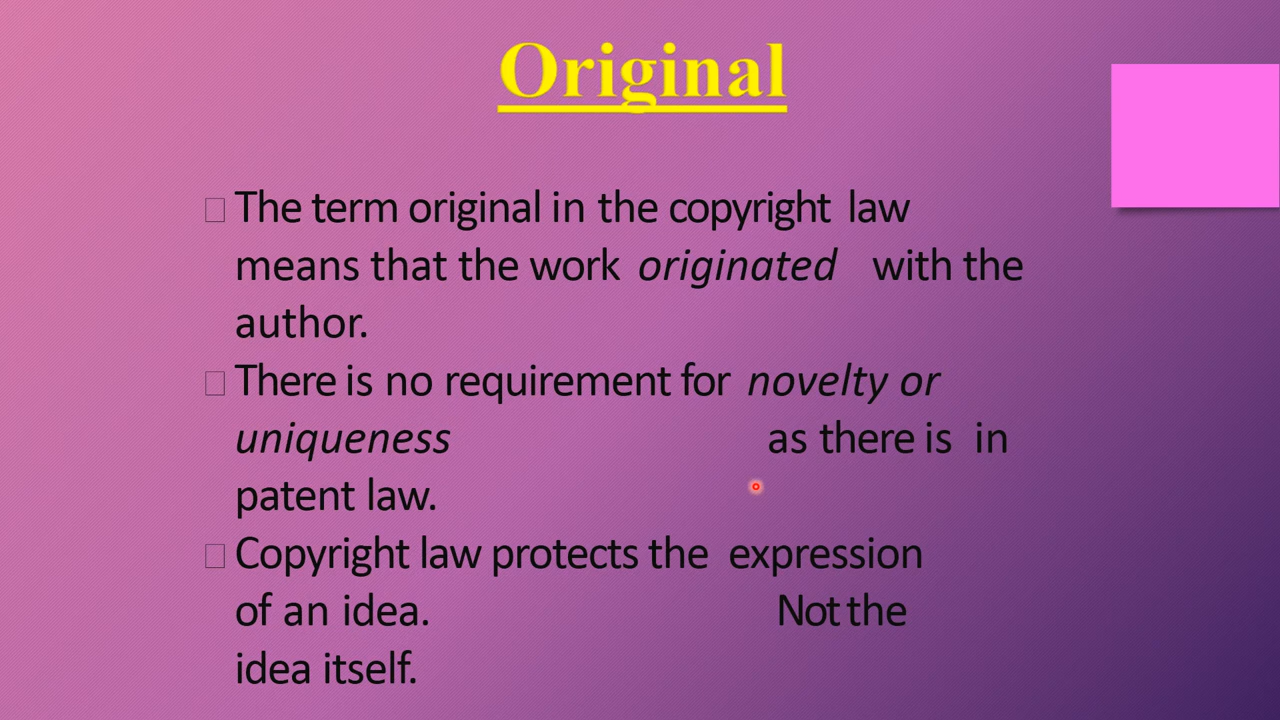 Original
The term original in the copyright law
means that the work originated with the
author.
There is no requirement for novelty or
uniqueness as there is in
patent law.
Copyright law protects the expression
of an idea. Not the
idea itself.